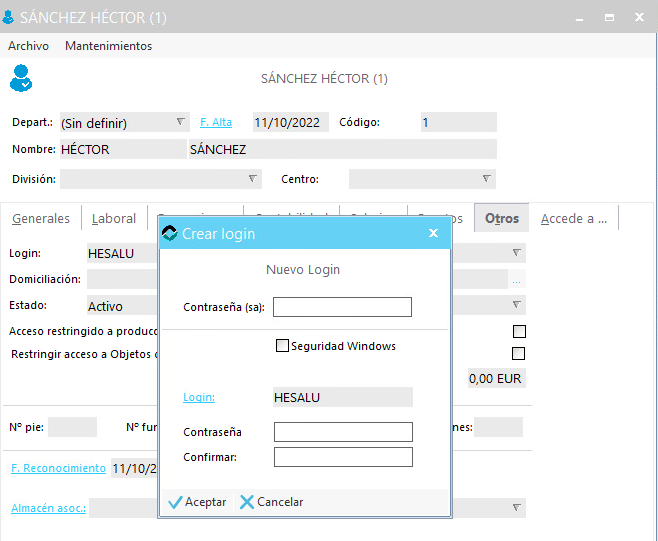 SÁNCHEZ HÉCTOR (1)
Archivo Mantenimientos
SÁNCHEZ HÉCTOR (1)
Depart.: (Sin definir) F. Alta 11/10/2022 Código: 1
Nombre: HÉCTOR SÁNCHEZ
División: Centro:
Generales Laboral Otros Accede a ...
Crear login
Login: HESALU
Nuevo Login
Domiciliación: ...
Estado: Activo
Contraseña (sa):
Acceso restringido a produc
Seguridad Windows
Restringir acceso a Objetos
0,00 EUR
Login: HESALU
Nº pie: Nº fu nes:
Contraseña
Confirmar:
F. Reconocimiento 11/10/2
Aceptar Cancelar
Almacén asoc.: